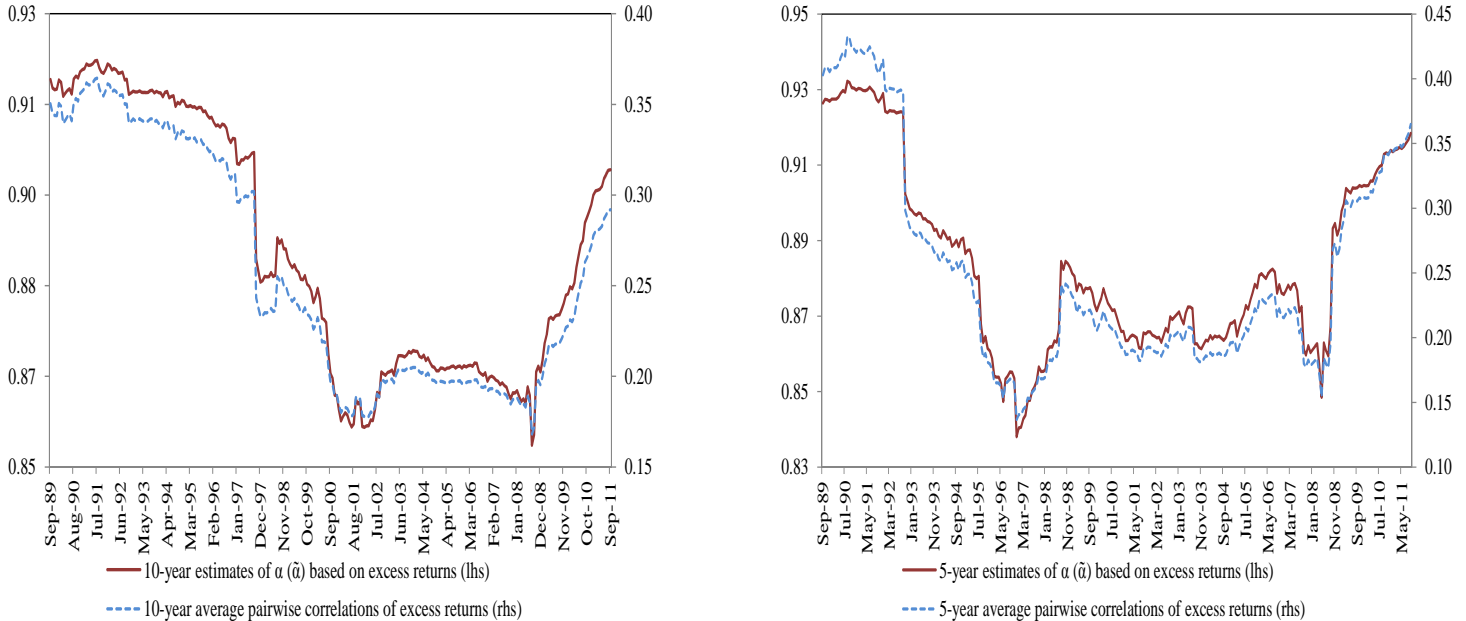 0.93
0.91
0.90
0.88
0.87
0.85
0.40
0.35
0.30
0.25
0.20
0.15
Sep-89
Aug-90
Jul-91
Jun-92
May-93
Apr-94
Mar-95
Feb-96
Jan-97
Dec-97
Nov-98
Oct-99
Sep-00
Aug-01
Jul-02
Jun-03
May-04
Apr-05
Mar-06
Feb-07
Jan-08
Dec-08
Nov-09
Oct-10
Sep-11
10-year estimates of α (α̃) based on excess returns (lhs)
10-year average pairwise correlations of excess returns (rhs)
0.95
0.93
0.91
0.89
0.87
0.85
0.83
0.45
0.40
0.35
0.30
0.25
0.20
0.15
0.10
Sep-89
Jul-90
May-91
Mar-92
Jan-93
Nov-93
Sep-94
Jul-95
May-96
Mar-97
Jan-98
Nov-98
Sep-99
Jul-00
May-01
Mar-02
Jan-03
Nov-03
Sep-04
Jul-05
May-06
Mar-07
Jan-08
Nov-08
Sep-09
Jul-10
May-11
5-year estimates of α (α̃) based on excess returns (lhs)
5-year average pairwise correlations of excess returns (rhs)